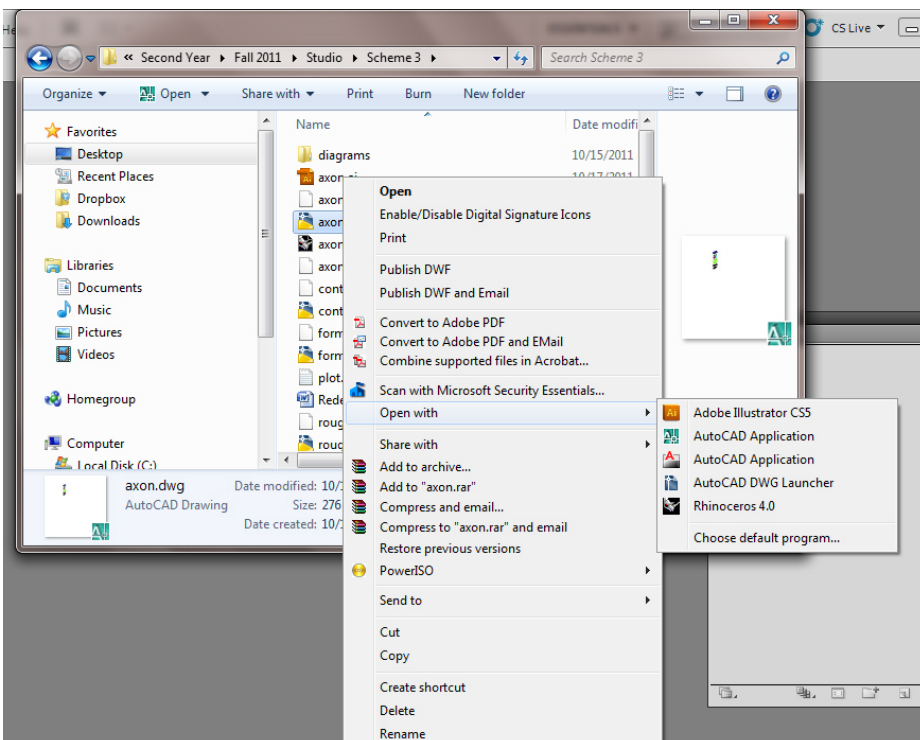 CS Live
« Second Year ▸ Fall 2011 ▸ Studio ▸ Scheme 3 ▸
Search Scheme 3
Organize Open Share with Print Burn New folder
Favorites
Desktop
Recent Places
Dropbox
Downloads
Libraries
Documents
Music
Pictures
Videos
Homegroup
Computer
Local Disk (C:)
Name Date modifi
diagrams 10/15/2011
axon.ai 10/17/2011
axon
axon
axon
axon
cont
cont
form
form
plot.
Rede
roug
roug
Open
Enable/Disable Digital Signature Icons
Print
Publish DWF
Publish DWF and Email
Convert to Adobe PDF
Convert to Adobe PDF and EMail
Combine supported files in Acrobat...
Scan with Microsoft Security Essentials...
Open with
Share with
Add to archive...
Add to "axon.rar"
Compress and email...
Compress to "axon.rar" and email
Restore previous versions
PowerISO
Send to
Cut
Copy
Create shortcut
Delete
Rename
Adobe Illustrator CS5
AutoCAD Application
AutoCAD Application
AutoCAD DWG Launcher
Rhinoceros 4.0
Choose default program...
axon.dwg Date modified: 10/
AutoCAD Drawing Size: 276
Date created: 10/